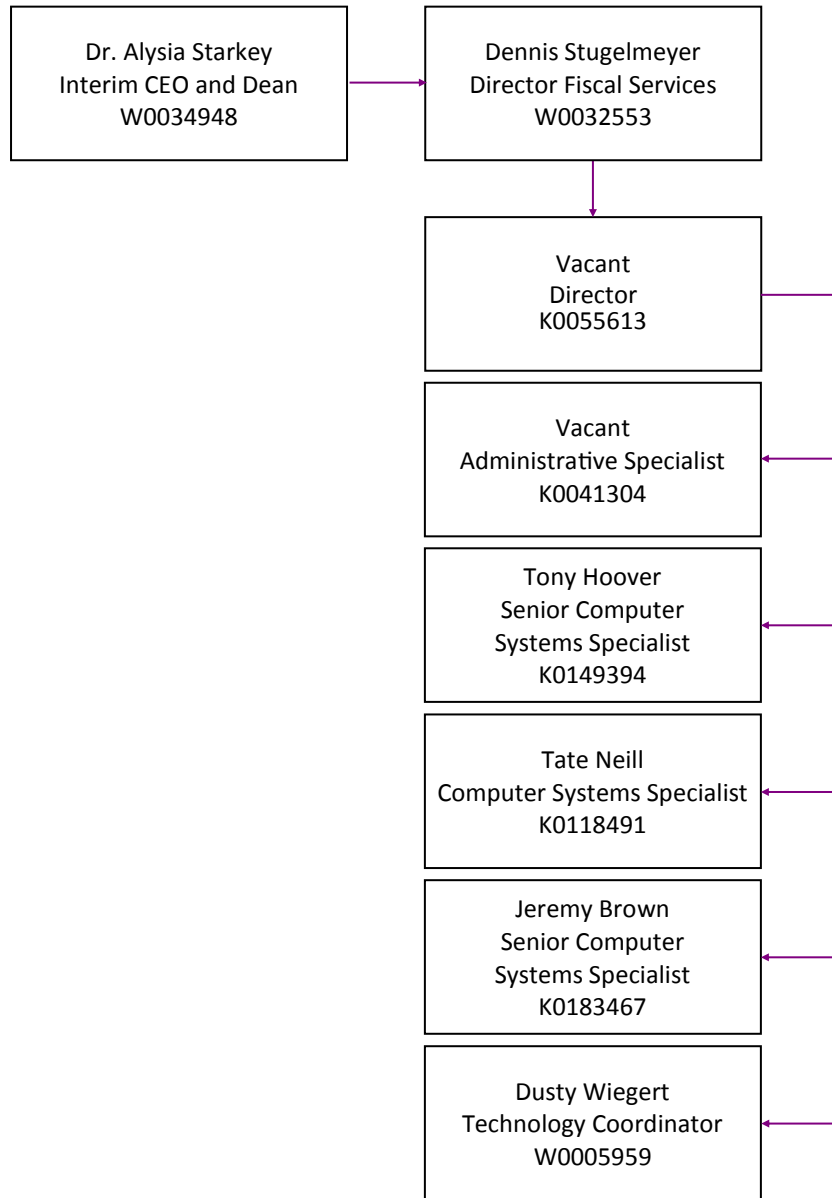 Dr. Alysia Starkey
Interim CEO and Dean
W0034948
Dennis Stugelmeyer
Director Fiscal Services
W0032553
Vacant
Director
K0055613
Vacant
Administrative Specialist
K0041304
Tony Hoover
Senior Computer
Systems Specialist
K0149394
Tate Neill
Computer Systems Specialist
K0118491
Jeremy Brown
Senior Computer
Systems Specialist
K0183467
Dusty Wiegert
Technology Coordinator
W0005959